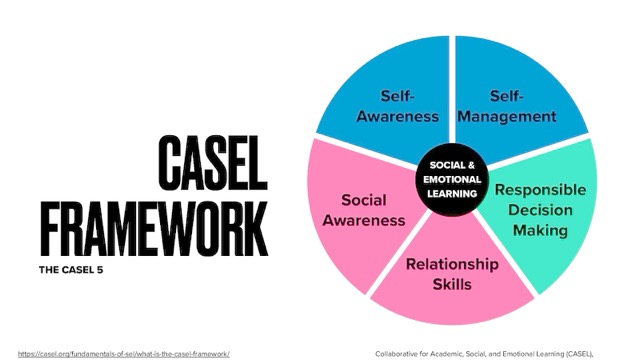 CASEL
FRAMEWORK
THE CASEL 5
Self-
Awareness
Self-
Management
SOCIAL &
EMOTIONAL
LEARNING
Social
Awareness
Responsible
Decision
Making
Relationship
Skills
https://casel.org/fundamentals-of-sel/what-is-the-casel-framework/
Collaborative for Academic, Social, and Emotional Learning (CASEL),